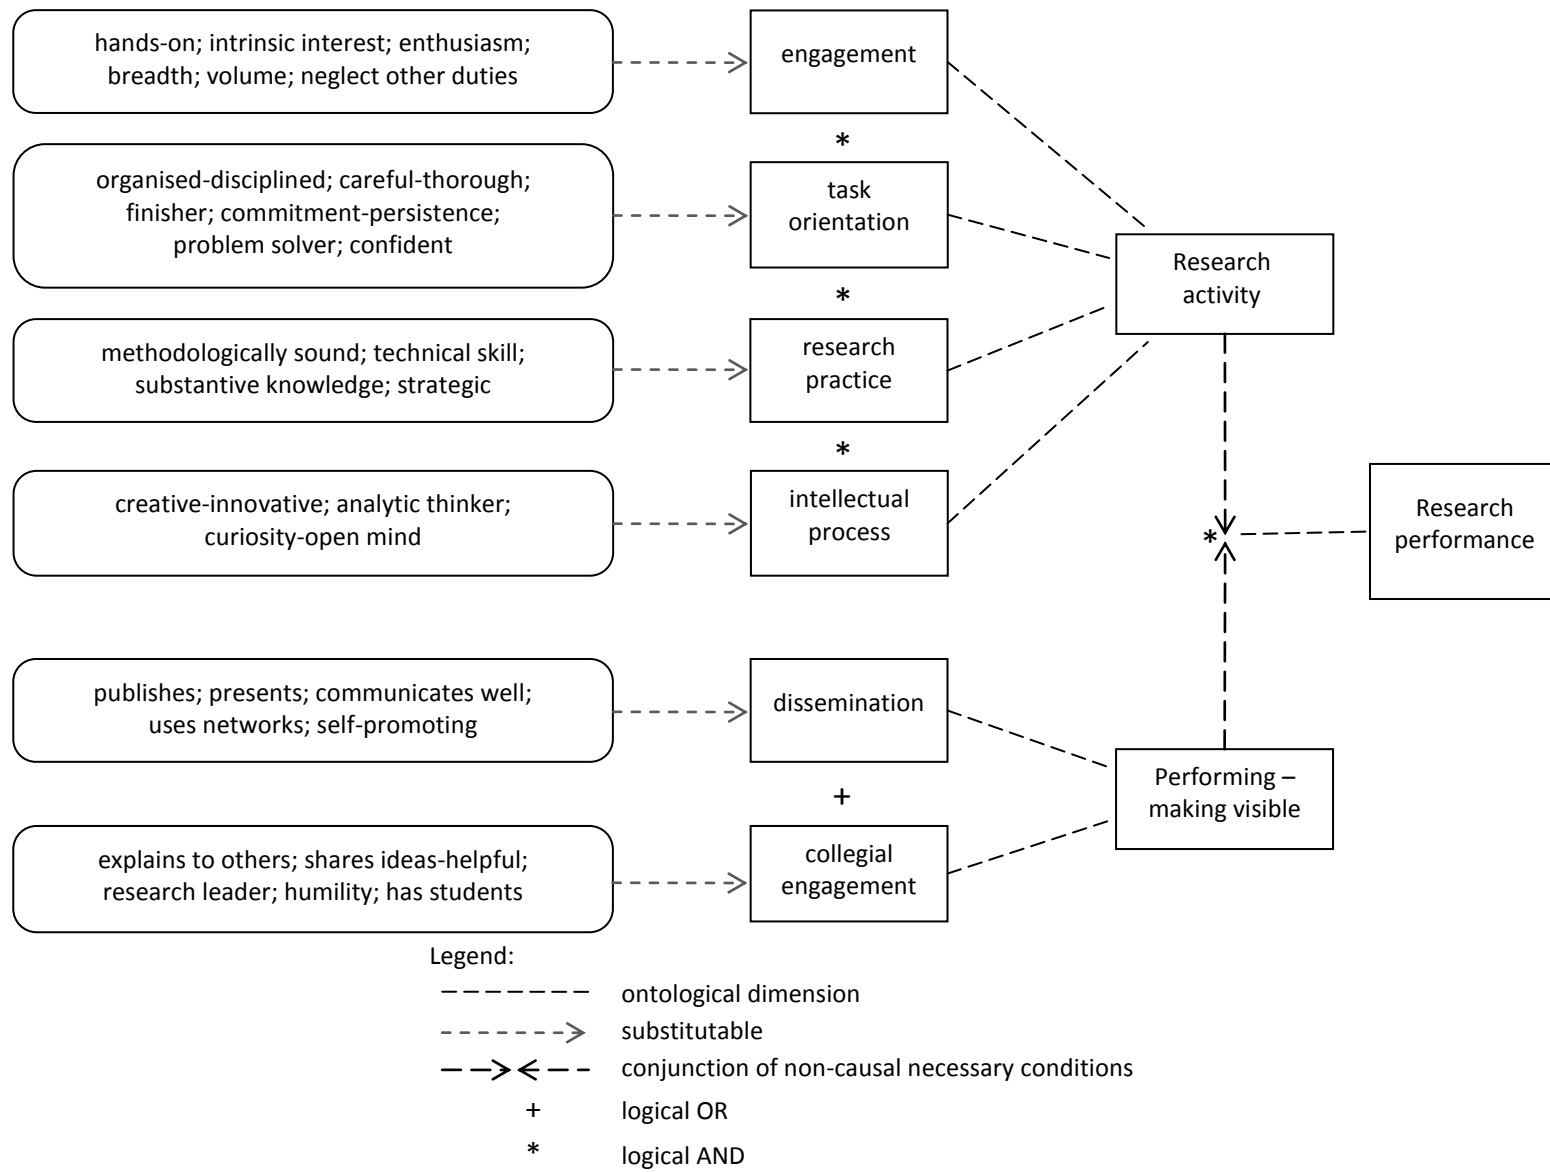 hands-on; intrinsic interest; enthusiasm;
breadth; volume; neglect other duties
engagement
*
organised-disciplined; careful-thorough;
finisher; commitment-persistence;
problem solver; confident
task
orientation
Research
activity
*
methodologically sound; technical skill;
substantive knowledge; strategic
research
practice
*
creative-innovative; analytic thinker;
curiosity-open mind
intellectual
process
*
Research
performance
publishes; presents; communicates well;
uses networks; self-promoting
dissemination
+
Performing –
making visible
explains to others; shares ideas-helpful;
research leader; humility; has students
collegial
engagement
Legend:
ontological dimension
substitutable
conjunction of non-causal necessary conditions
+ logical OR
* logical AND